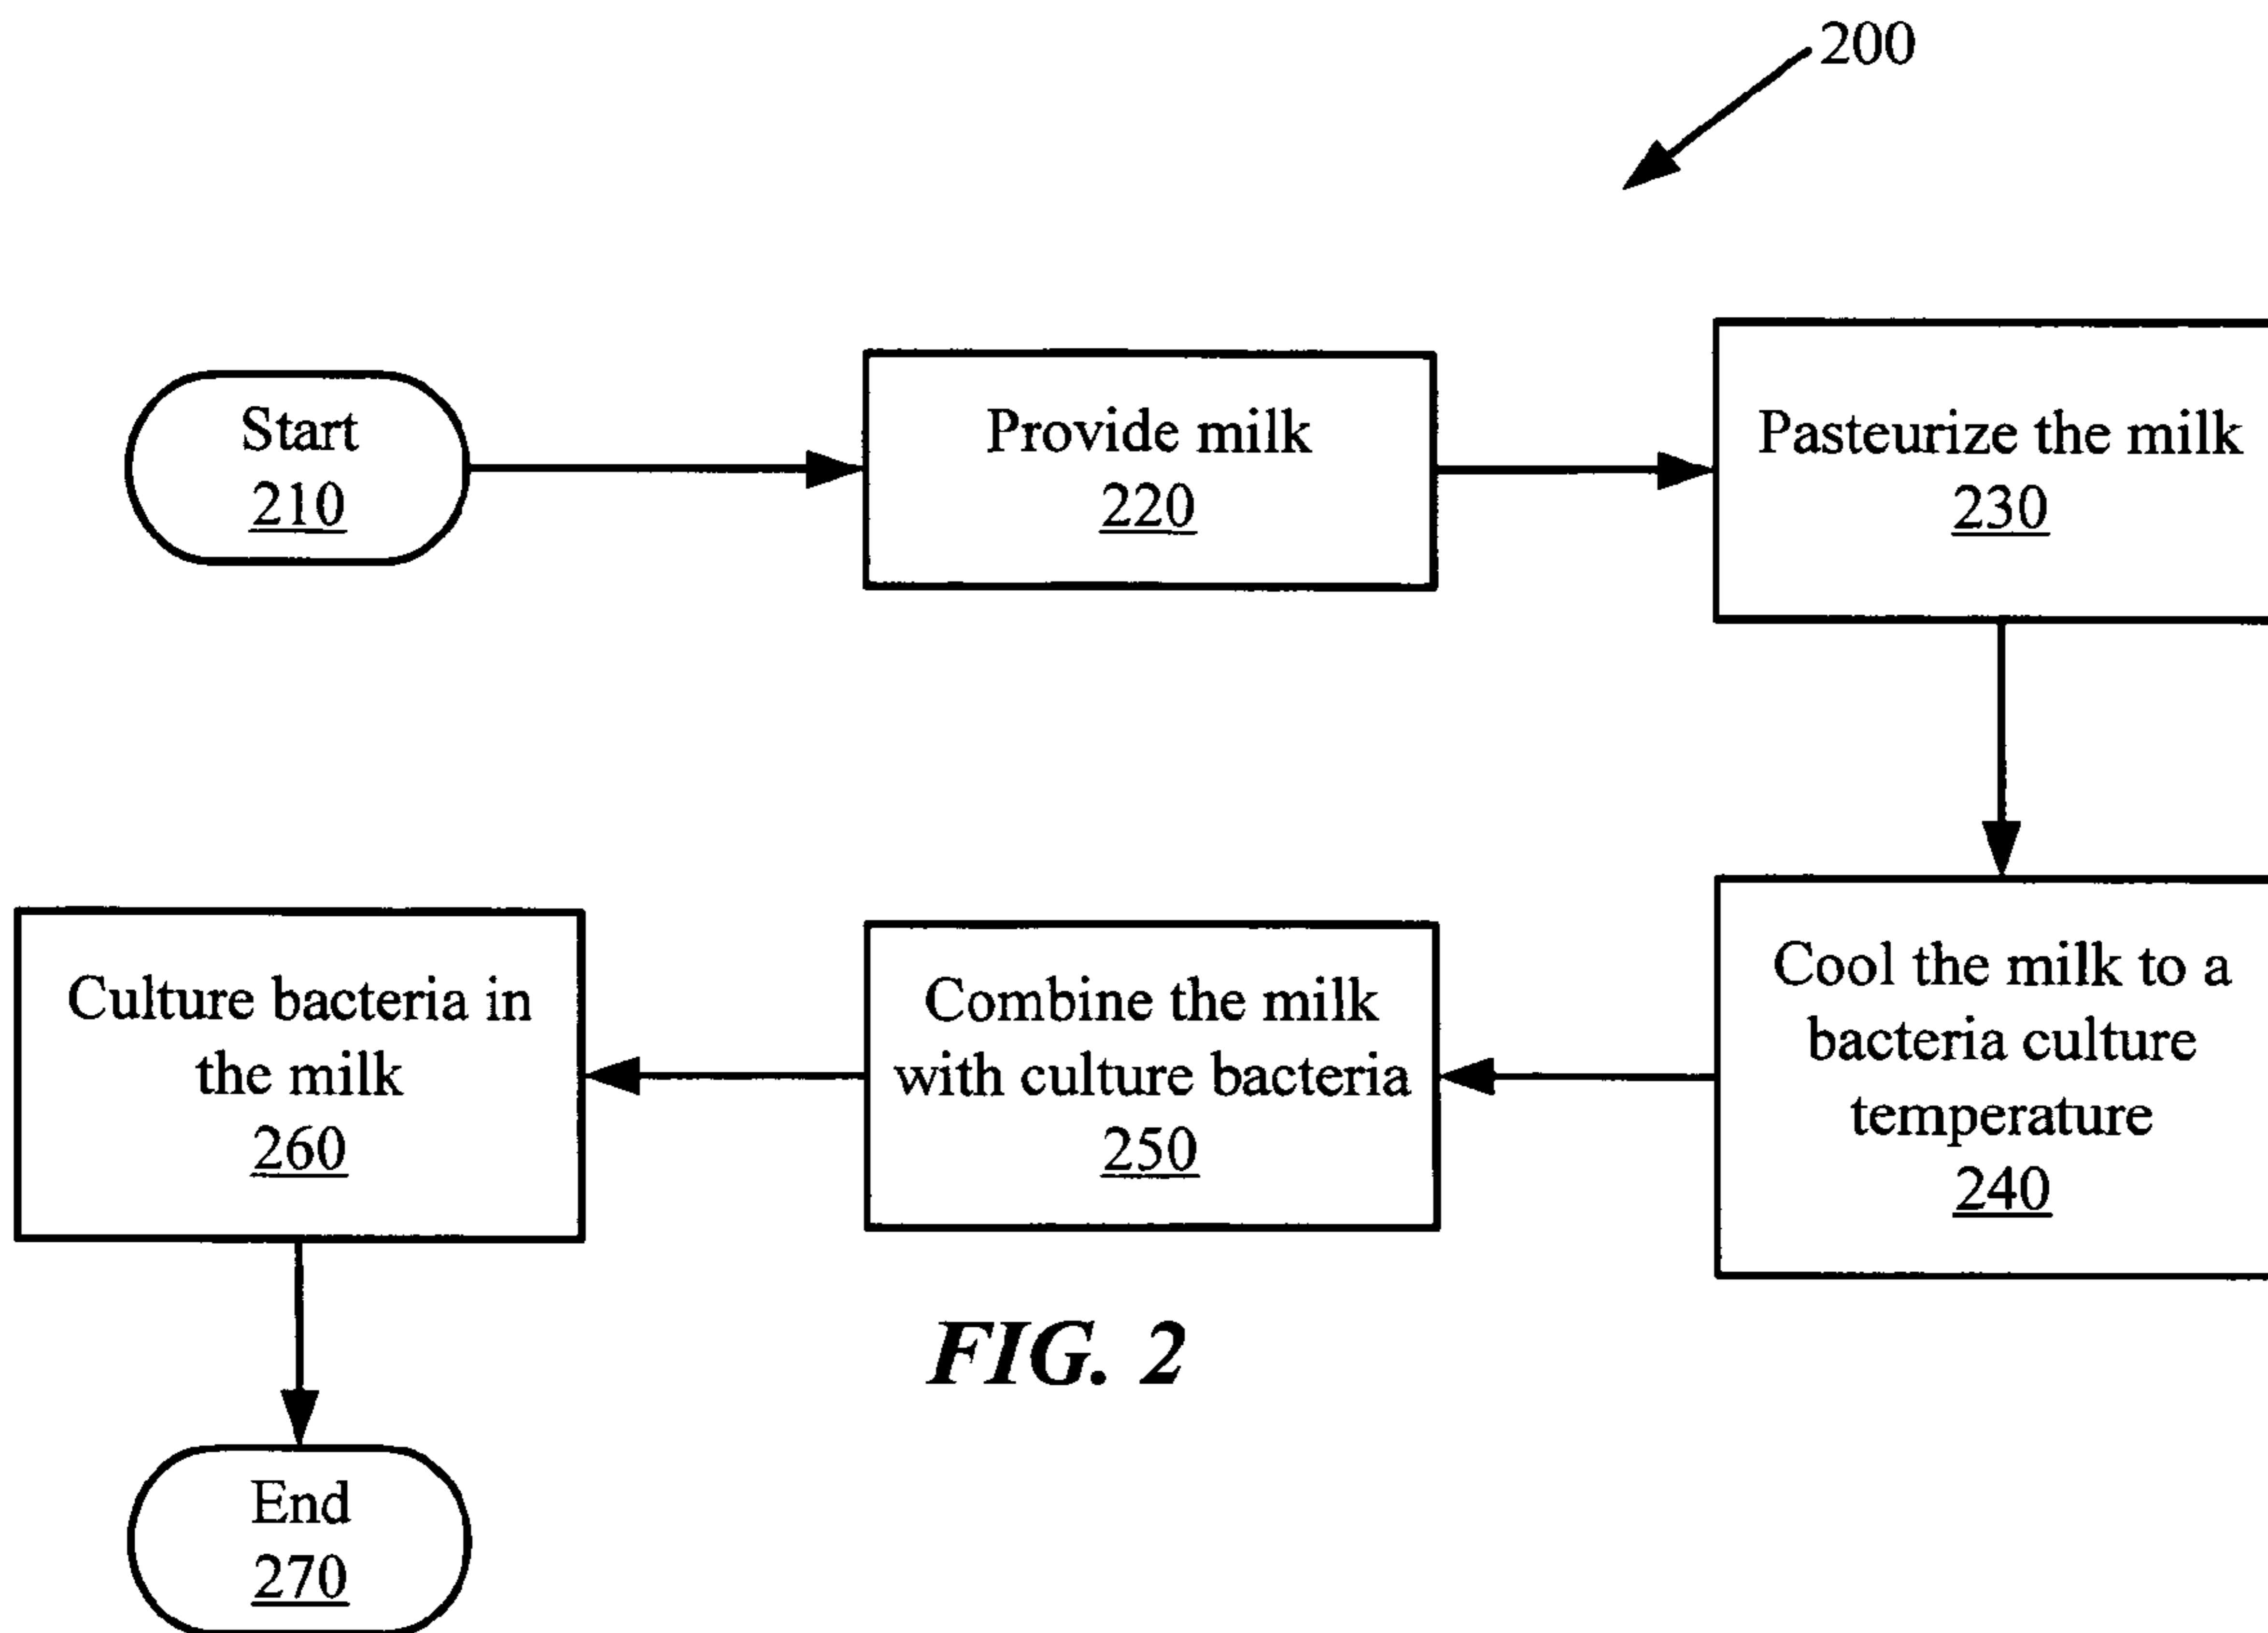 200
Start
210
Provide milk
220
Pasteurize the milk
230
Cool the milk to a
bacteria culture
temperature
240
Combine the milk
with culture bacteria
250
Culture bacteria in
the milk
260
FIG. 2
End
270